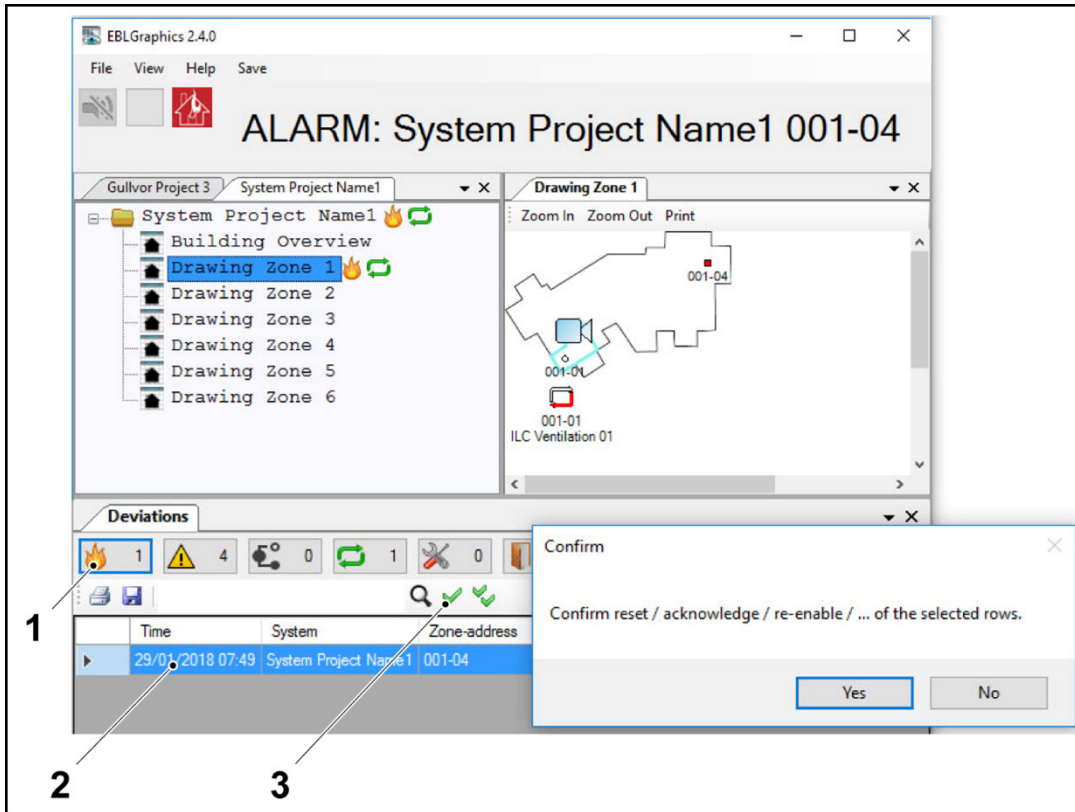 EBLGraphics 2.4.0
File View Help Save
ALARM: System Project Name1 001-04
Gullvor Project 3 System Project Name1
System Project Name1
Building Overview
Drawing Zone 1
Drawing Zone 2
Drawing Zone 3
Drawing Zone 4
Drawing Zone 5
Drawing Zone 6
Drawing Zone 1
Zoom In Zoom Out Print
001-04
001-01
001-01
ILC Ventilation 01
Deviations
1 4 0 1 0
Time System Zone-address
29/01/2018 07:49 System Project Name1 001-04
Confirm
Confirm reset / acknowledge / re-enable / ... of the selected rows.
Yes No
1
2
3